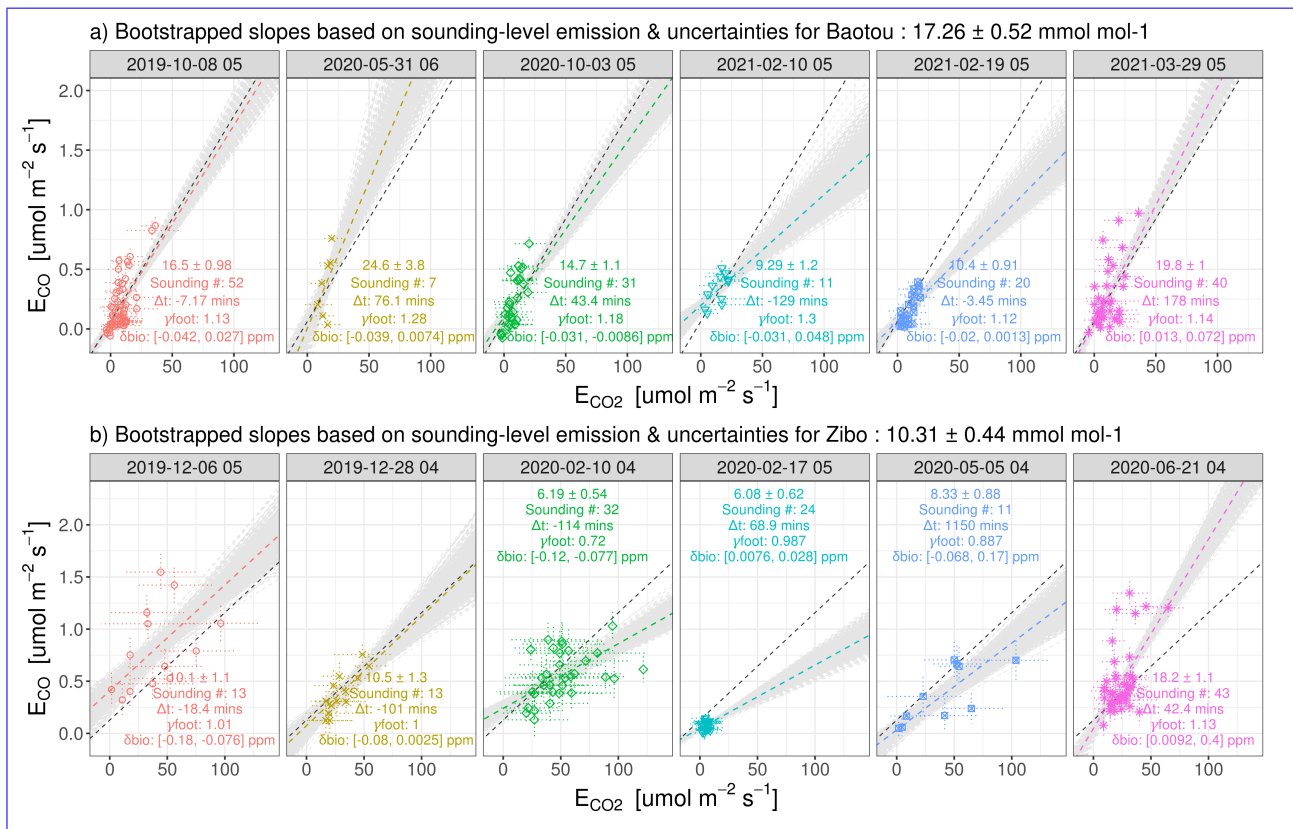 a) Bootstrapped slopes based on sounding-level emission & uncertainties for Baotou : 17.26 ± 0.52 mmol mol-1
2019-10-08 05
2020-05-31 06
2020-10-03 05
2021-02-10 05
2021-02-19 05
2021-03-29 05
E_CO [umol m⁻² s⁻¹]
2.0
1.5
1.0
0.5
0.0
16.5 ± 0.98
Sounding #: 52
Δt: -7.17 mins
γfoot: 1.13
δbio: [-0.042, 0.027] ppm
24.6 ± 3.8
Sounding #: 7
Δt: 76.1 mins
γfoot: 1.28
δbio: [-0.039, 0.0074] ppm
14.7 ± 1.1
Sounding #: 31
Δt: 43.4 mins
γfoot: 1.18
δbio: [-0.031, -0.0086] ppm
9.29 ± 1.2
Sounding #: 11
Δt: -129 mins
γfoot: 1.3
δbio: [-0.031, 0.048] ppm
10.4 ± 0.91
Sounding #: 20
Δt: -3.45 mins
γfoot: 1.12
δbio: [-0.02, 0.0013] ppm
19.8 ± 1
Sounding #: 40
Δt: 178 mins
γfoot: 1.14
δbio: [0.013, 0.072] ppm
0 50 100 0 50 100 0 50 100 0 50 100 0 50 100 0 50 100
E_CO2 [umol m⁻² s⁻¹]
b) Bootstrapped slopes based on sounding-level emission & uncertainties for Zibo : 10.31 ± 0.44 mmol mol-1
2019-12-06 05
2019-12-28 04
2020-02-10 04
2020-02-17 05
2020-05-05 04
2020-06-21 04
E_CO [umol m⁻² s⁻¹]
2.0
1.5
1.0
0.5
0.0
10.1 ± 1.1
Sounding #: 13
Δt: -18.4 mins
γfoot: 1.01
δbio: [-0.18, -0.076] ppm
10.5 ± 1.3
Sounding #: 13
Δt: -101 mins
γfoot: 1
δbio: [-0.08, 0.0025] ppm
6.19 ± 0.54
Sounding #: 32
Δt: -114 mins
γfoot: 0.72
δbio: [-0.12, -0.077] ppm
6.08 ± 0.62
Sounding #: 24
Δt: 68.9 mins
γfoot: 0.987
δbio: [0.0076, 0.028] ppm
8.33 ± 0.88
Sounding #: 11
Δt: 1150 mins
γfoot: 0.887
δbio: [-0.068, 0.17] ppm
18.2 ± 1.1
Sounding #: 43
Δt: 42.4 mins
γfoot: 1.13
δbio: [0.0092, 0.4] ppm
0 50 100 0 50 100 0 50 100 0 50 100 0 50 100 0 50 100
E_CO2 [umol m⁻² s⁻¹]